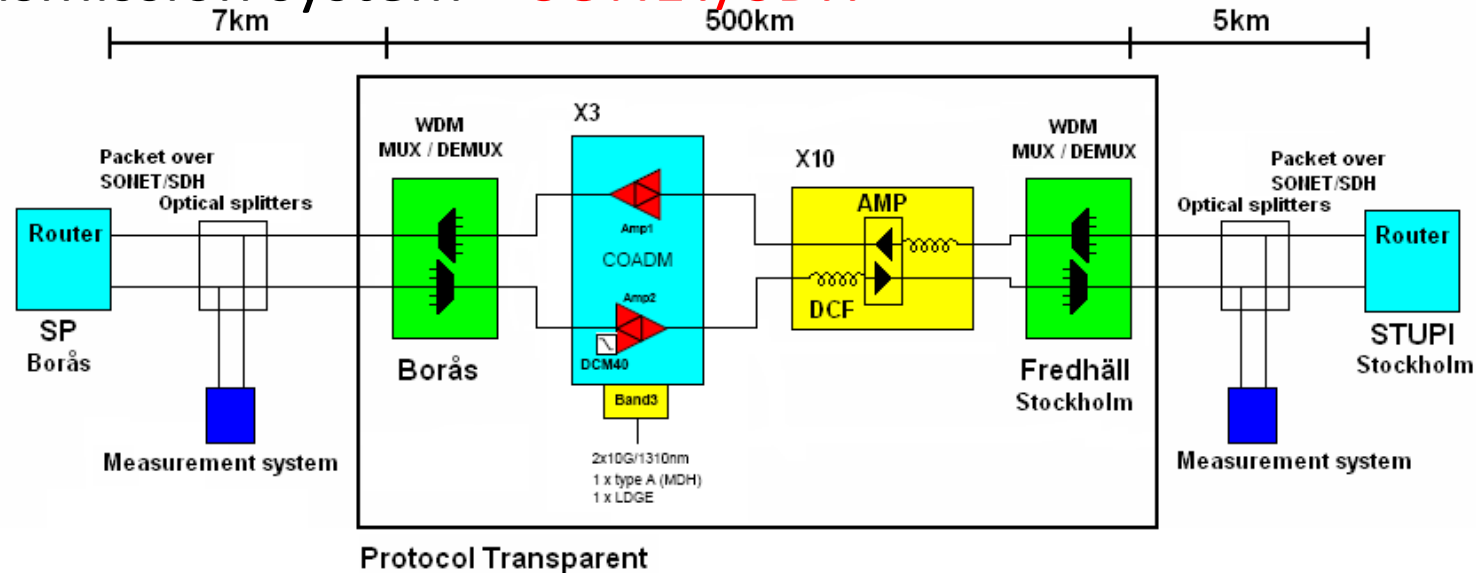 7km
500km
5km
X3
WDM
MUX / DEMUX
WDM
MUX / DEMUX
X10
Packet over
SONET/SDH
Optical splitters
Packet over
SONET/SDH
Optical splitters
Router
Amp1
COADM
Amp2
DCM40
AMP
DCF
Router
SP
Borås
Borås
Band3
Fredhäll
Stockholm
STUPI
Stockholm
Measurement system
2x10G/1310nm
1 x type A (MDH)
1 x LDGE
Measurement system
Protocol Transparent